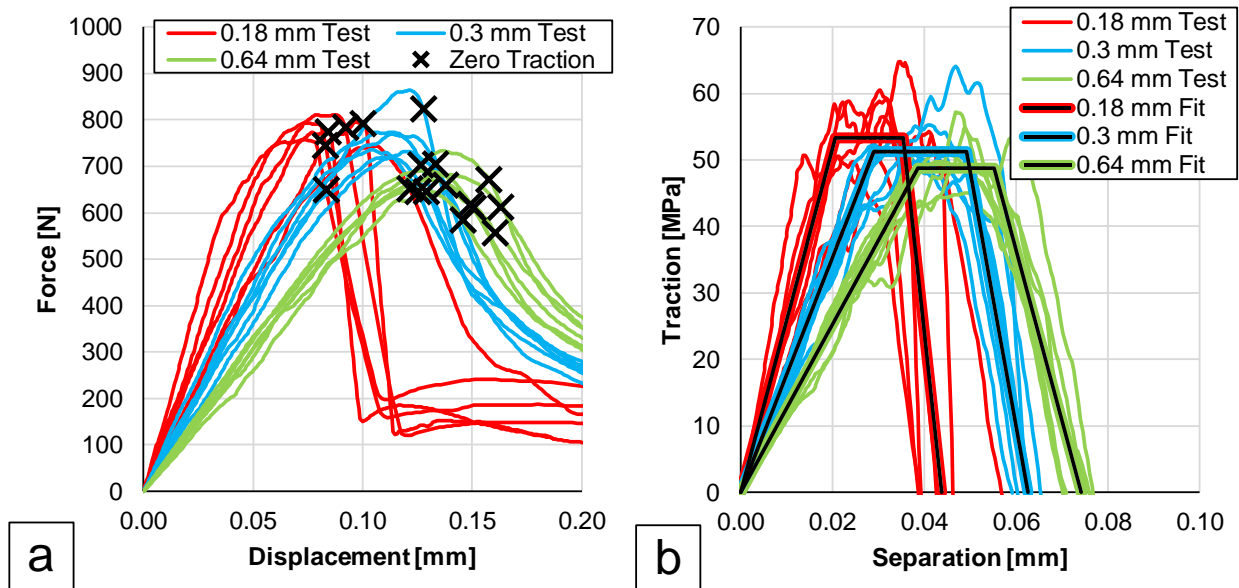 0.18 mm Test
0.3 mm Test
0.64 mm Test
Zero Traction
1000
900
800
700
600
500
400
300
200
100
0
Force [N]
0.00
0.05
0.10
0.15
0.20
Displacement [mm]
a
0.18 mm Test
0.3 mm Test
0.64 mm Test
0.18 mm Fit
0.3 mm Fit
0.64 mm Fit
70
60
50
40
30
20
10
0
Traction [MPa]
0.00
0.02
0.04
0.06
0.08
0.10
Separation [mm]
b